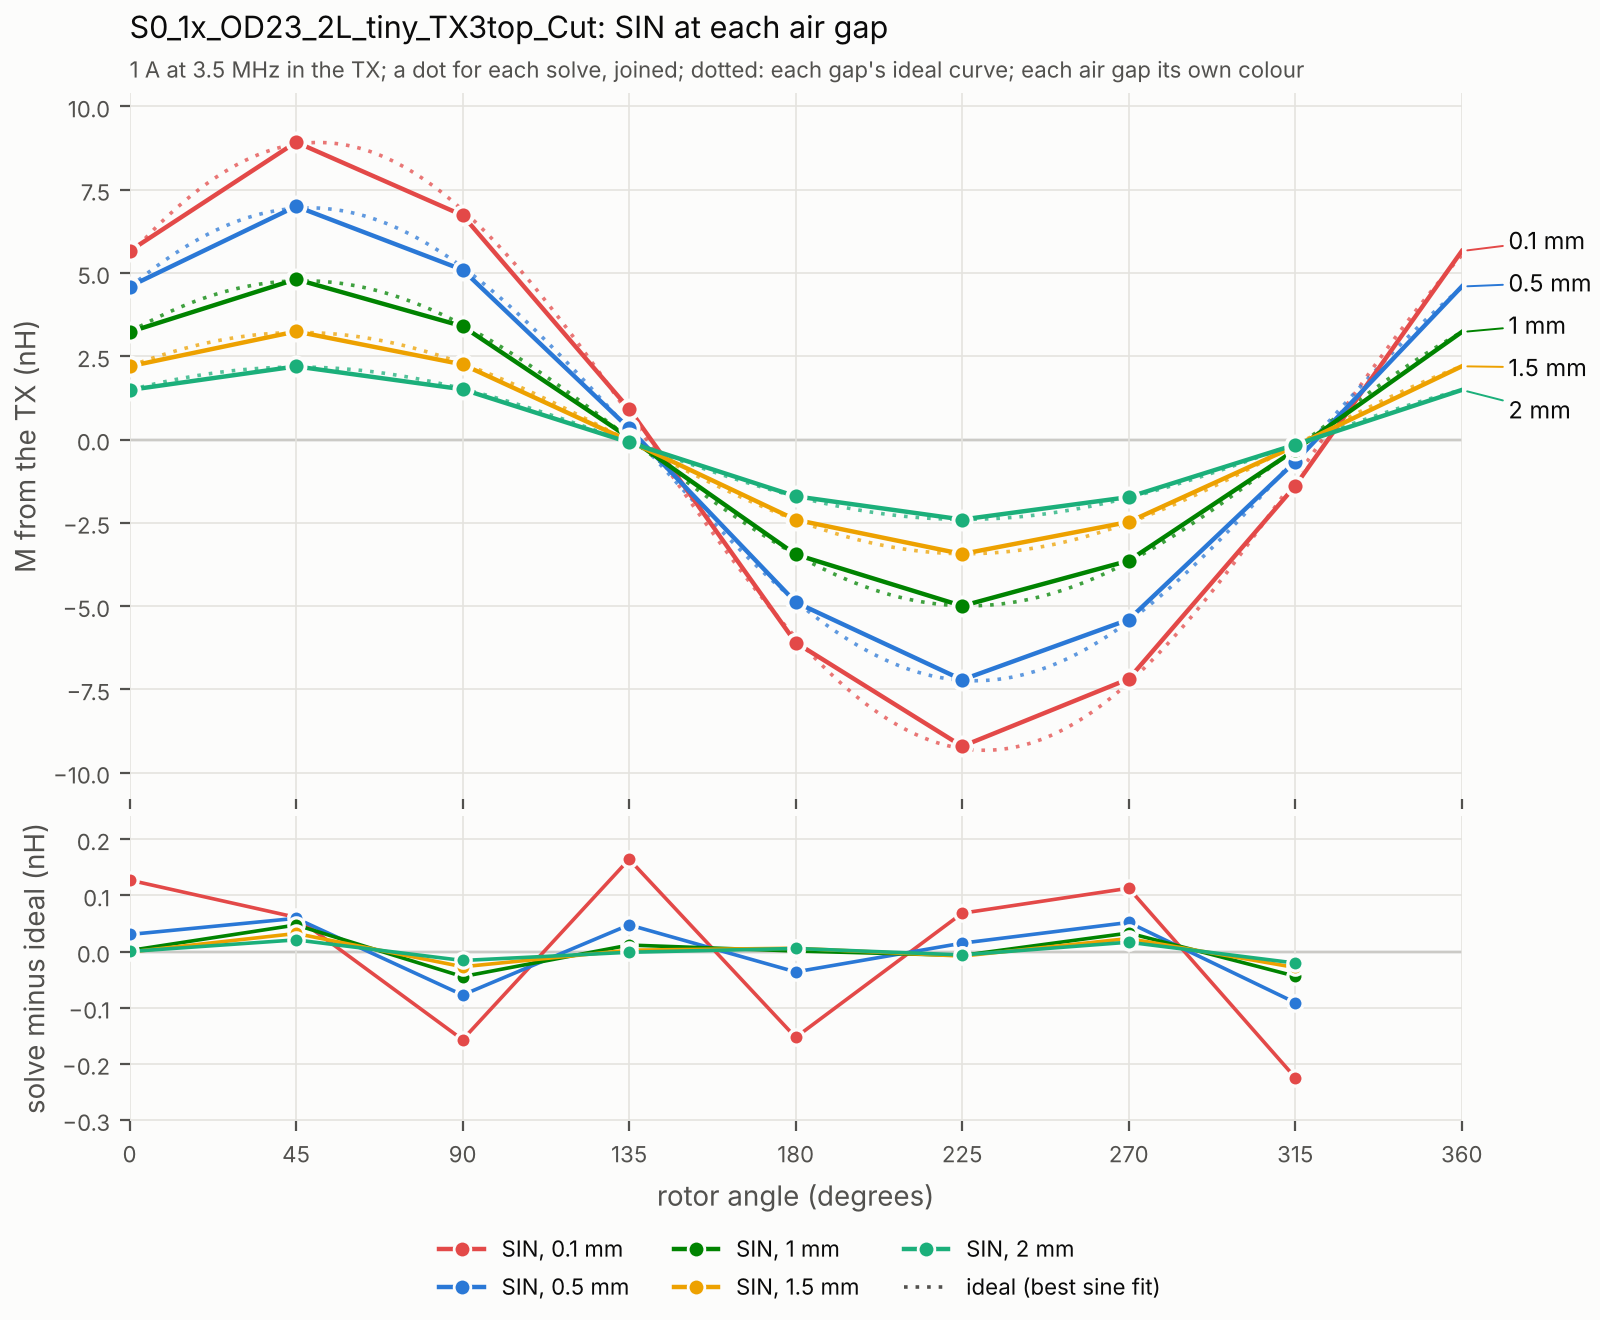 S0_1x_OD23_2L_tiny_TX3top_Cut: SIN at each air gap
1 A at 3.5 MHz in the TX; a dot for each solve, joined; dotted: each gap's ideal curve; each air gap its own colour
M from the TX (nH)
10.0
7.5
5.0
2.5
0.0
−2.5
−5.0
−7.5
−10.0
0.1 mm
0.5 mm
1 mm
1.5 mm
2 mm
solve minus ideal (nH)
0.2
0.1
0.0
−0.1
−0.2
−0.3
0 45 90 135 180 225 270 315 360
rotor angle (degrees)
SIN, 0.1 mm SIN, 1 mm SIN, 2 mm
SIN, 0.5 mm SIN, 1.5 mm ideal (best sine fit)